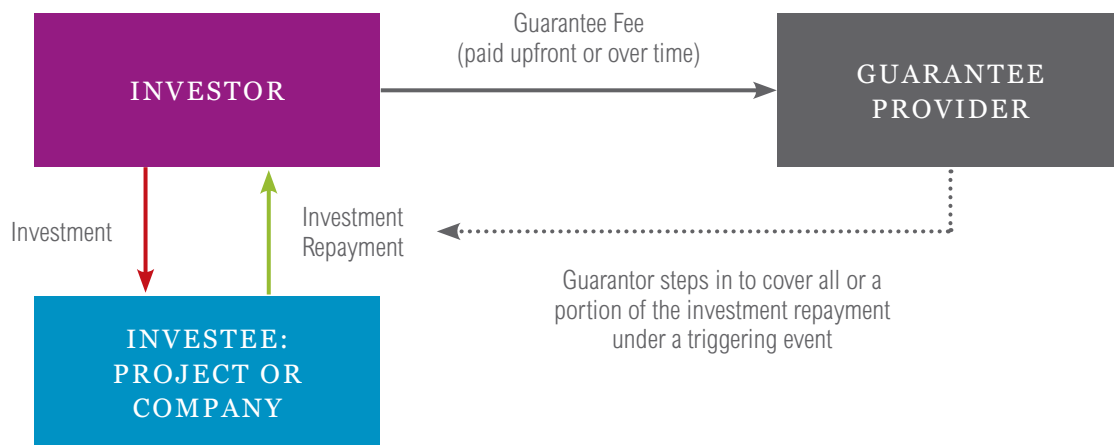 INVESTOR
Guarantee Fee
(paid upfront or over time)
GUARANTEE
PROVIDER
Investment
Investment
Repayment
Guarantor steps in to cover all or a
portion of the investment repayment
under a triggering event
INVESTEE:
PROJECT OR
COMPANY